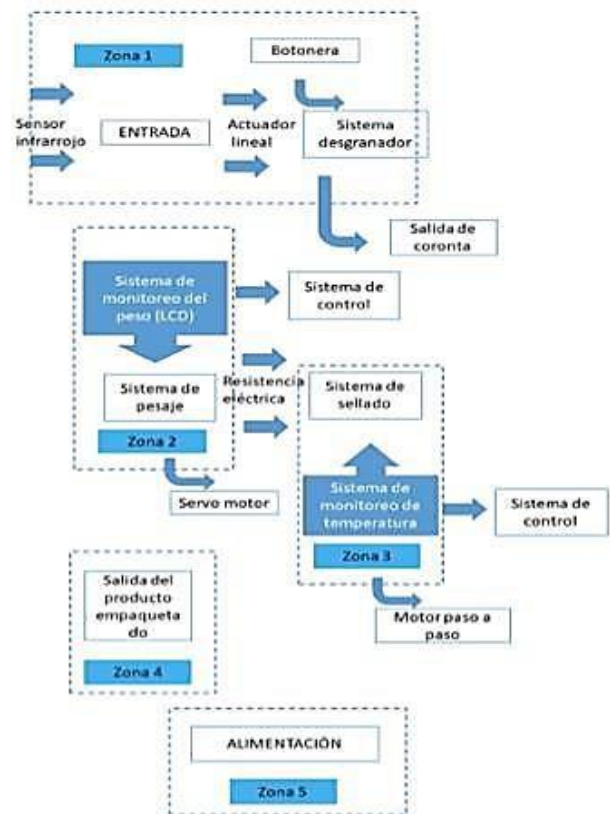 Zona 1
Botonera
Sensor
infrarrojo
ENTRADA
Actuador
lineal
Sistema
desgranador
Salida de
coronta
Sistema de
monitoreo del
peso (LCD)
Sistema de
control
Sistema de
pesaje
Resistencia
eléctrica
Sistema de
sellado
Zona 2
Servo motor
Sistema de
monitoreo de
temperatura
Sistema de
control
Zona 3
Salida del
producto
empaqueta
do
Motor paso a
paso
Zona 4
ALIMENTACIÓN
Zona 5